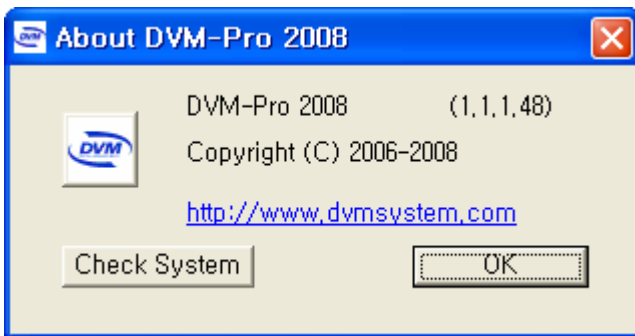 DVM
About DVM-Pro 2008
DVM-Pro 2008 (1,1,1,48)
DVM
Copyright (C) 2006-2008
http://www.dvmsystem.com
Check System
OK